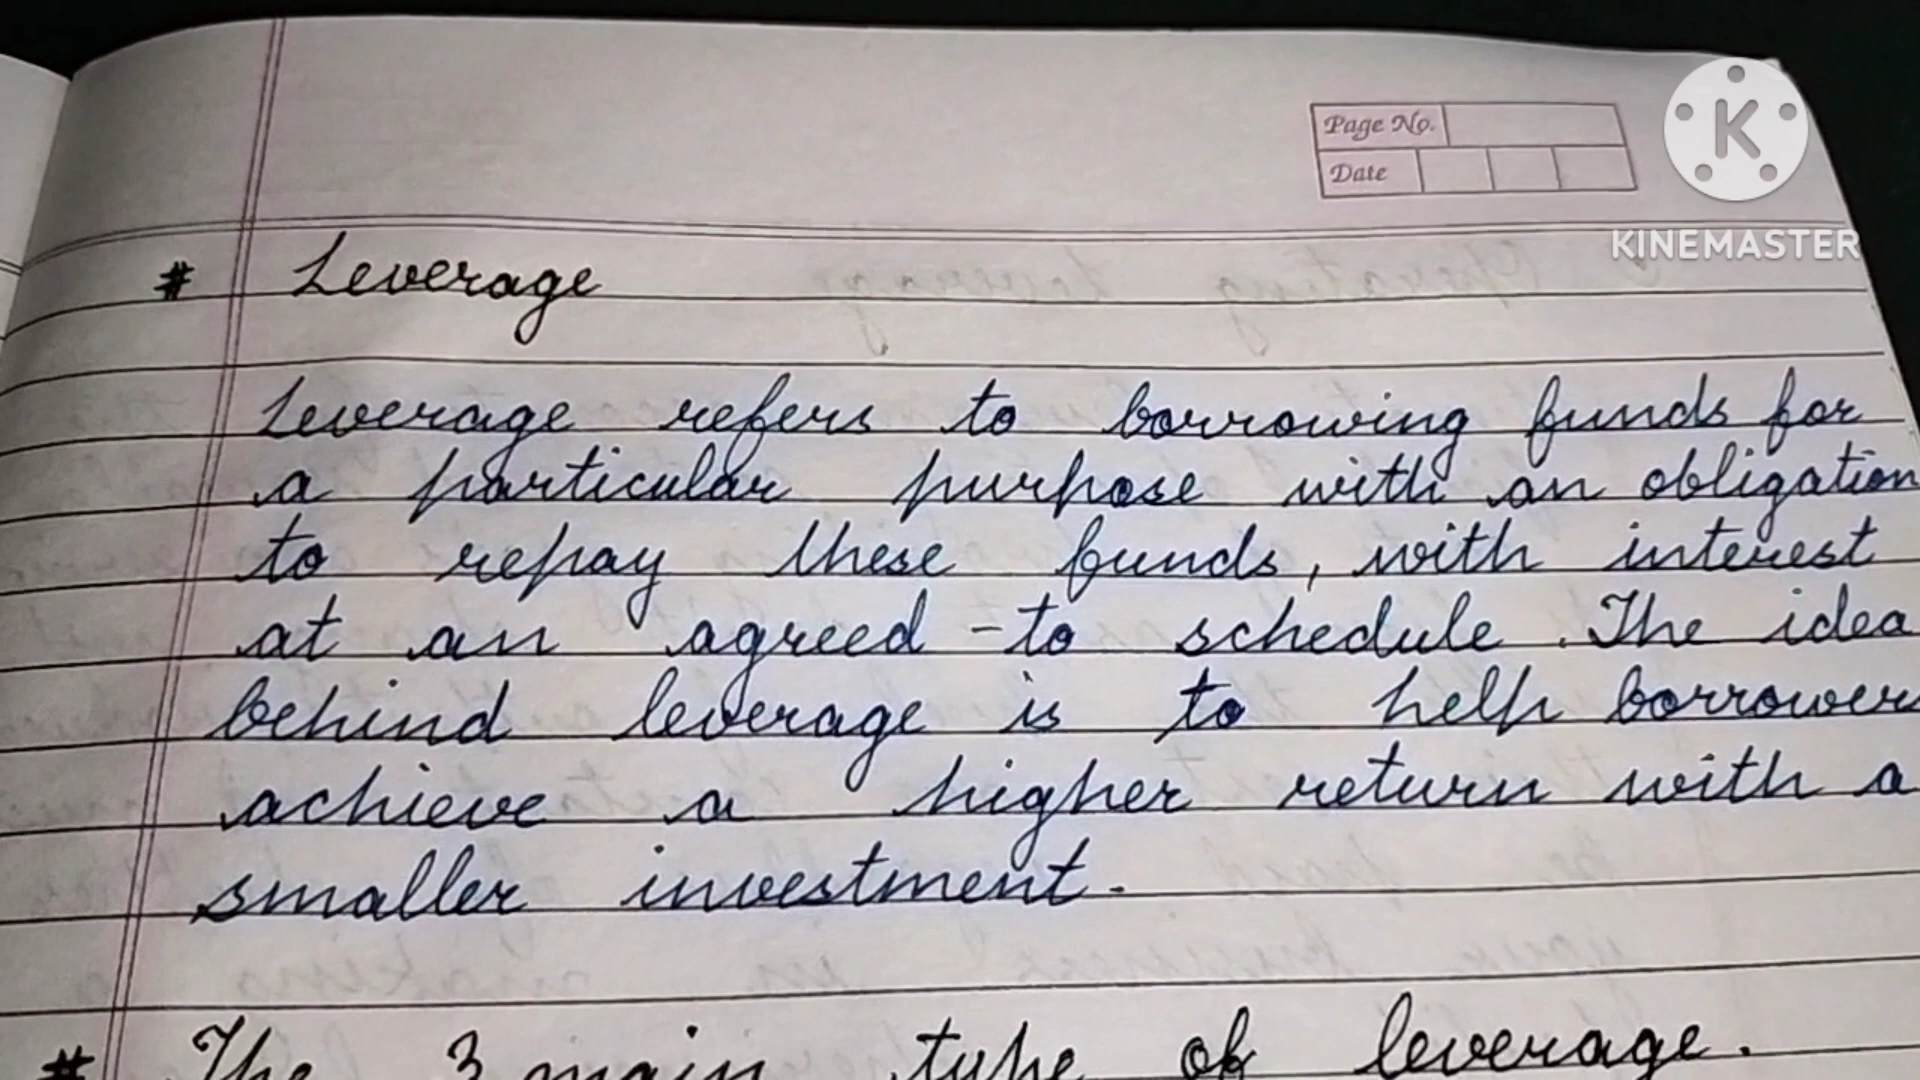 Page No.
Date
KINEMASTER
# Leverage
Leverage refers to borrowing funds for
a particular purpose with an obligation
to repay these funds, with interest
at an agreed-to schedule. The idea
behind leverage is to help borrowers
achieve a higher return with a
smaller investment.
# The 3 main type of leverage.